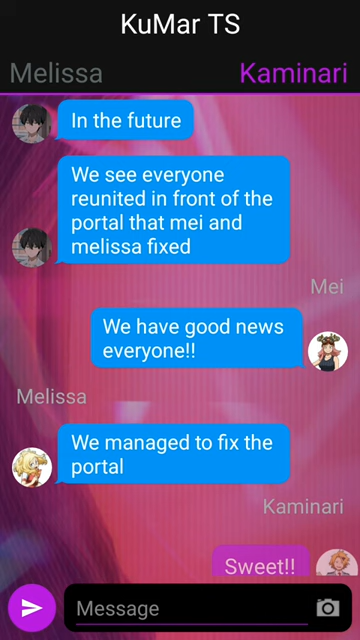 KuMar TS
Melissa
Kaminari
In the future
We see everyone
reunited in front of the
portal that mei and
melissa fixed
Mei
We have good news
everyone!!
Melissa
We managed to fix the
portal
Kaminari
Sweet!!
Message